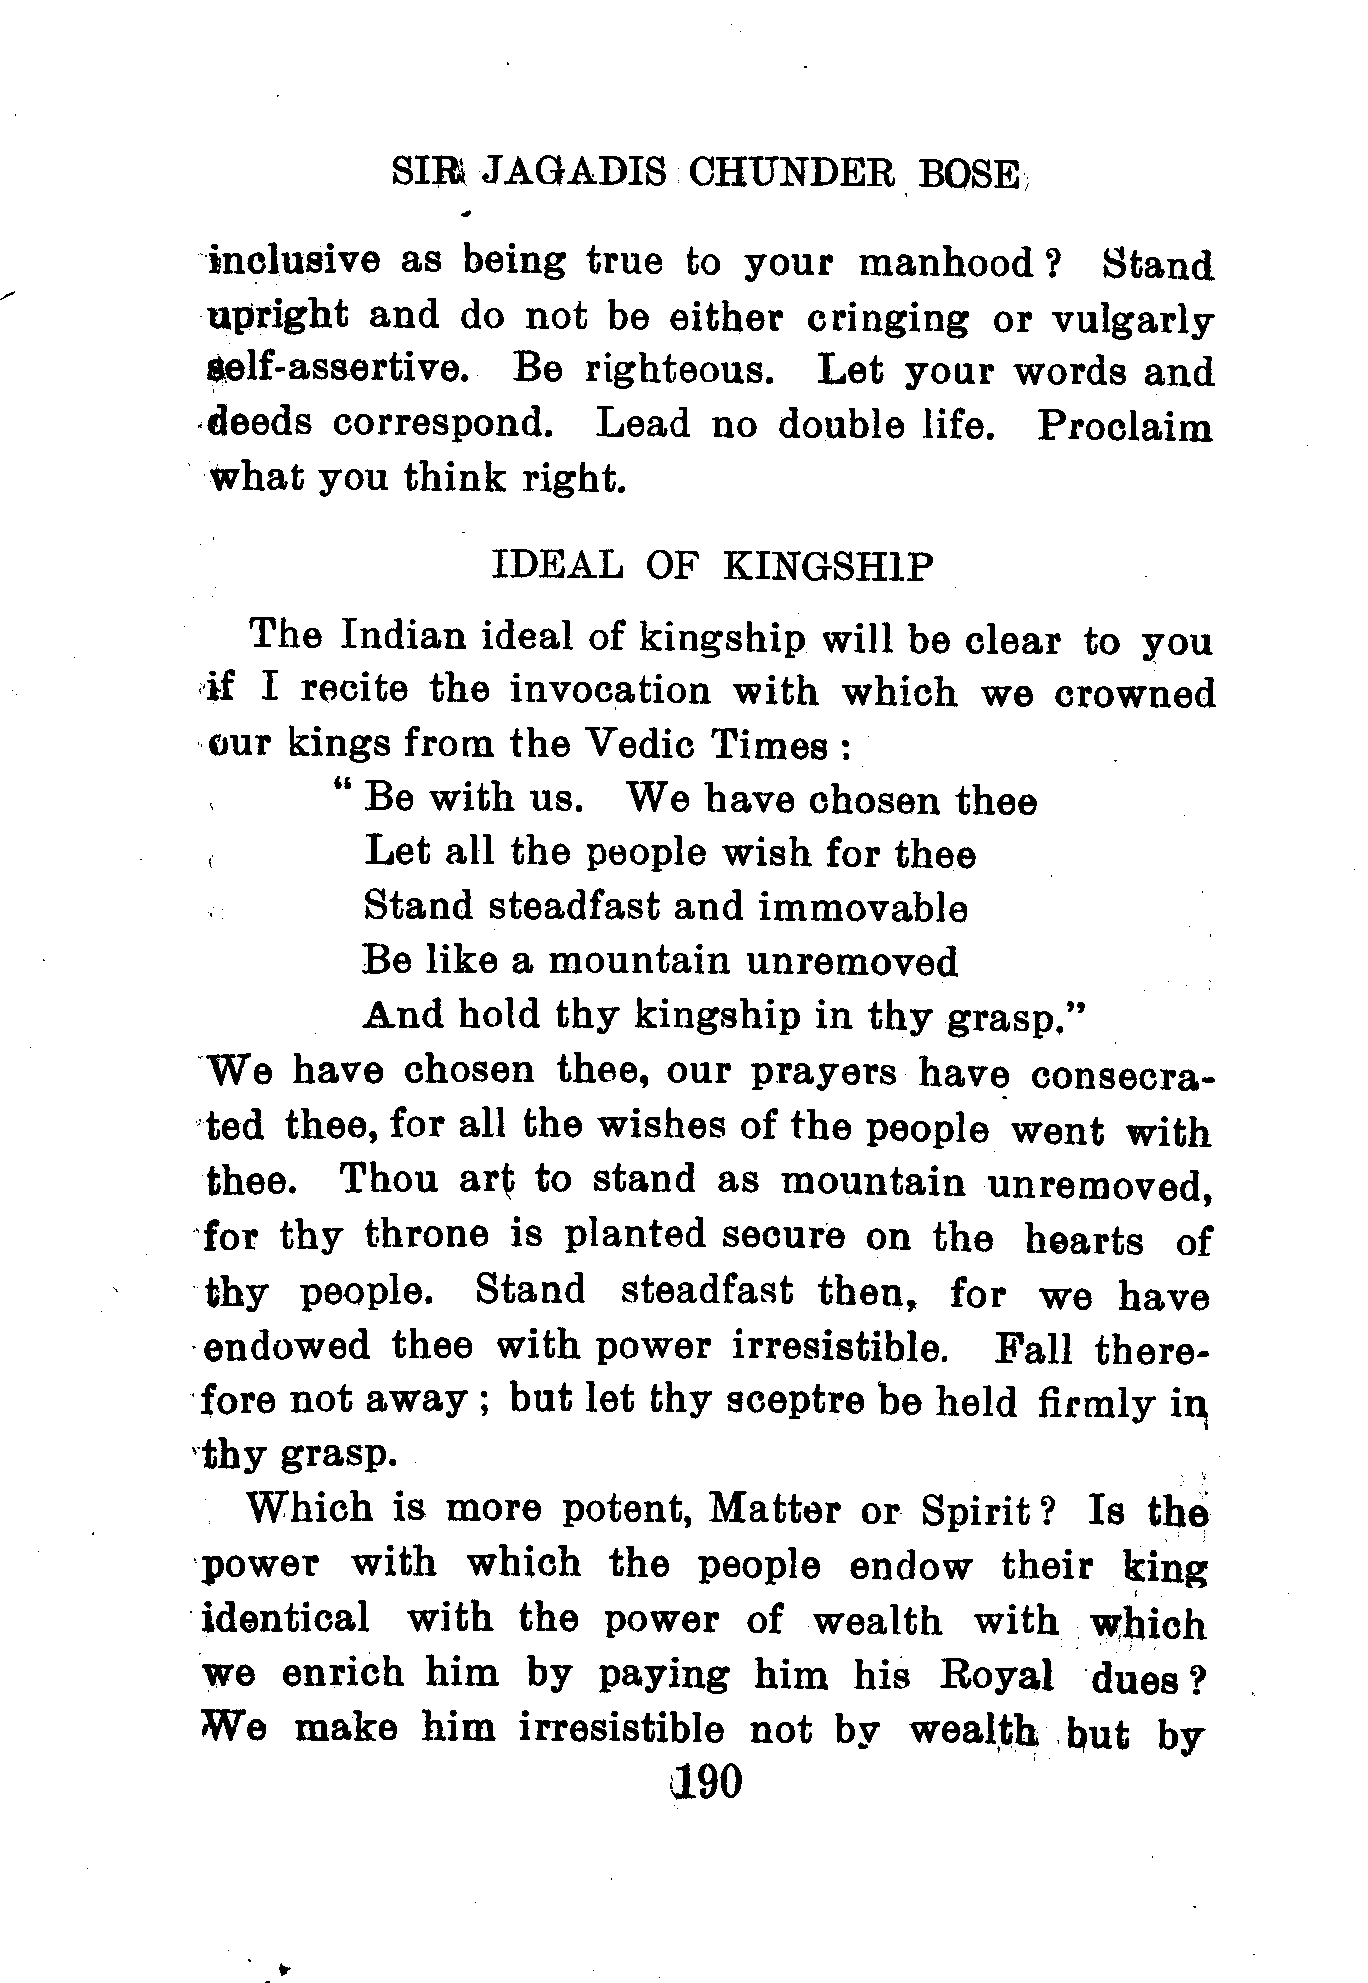 SIR JAGADIS CHUNDER BOSE
inclusive as being true to your manhood ? Stand
upright and do not be either cringing or vulgarly
self-assertive. Be righteous. Let your words and
deeds correspond. Lead no double life. Proclaim
what you think right.
IDEAL OF KINGSHIP
The Indian ideal of kingship will be clear to you
if I recite the invocation with which we crowned
our kings from the Vedic Times :
“ Be with us. We have chosen thee
Let all the people wish for thee
Stand steadfast and immovable
Be like a mountain unremoved
And hold thy kingship in thy grasp.”
We have chosen thee, our prayers have consecra-
ted thee, for all the wishes of the people went with
thee. Thou art to stand as mountain unremoved,
for thy throne is planted secure on the hearts of
thy people. Stand steadfast then, for we have
endowed thee with power irresistible. Fall there-
fore not away ; but let thy sceptre be held firmly in
thy grasp.
Which is more potent, Matter or Spirit ? Is the
power with which the people endow their king
identical with the power of wealth with which
we enrich him by paying him his Royal dues ?
We make him irresistible not by wealth but by
190